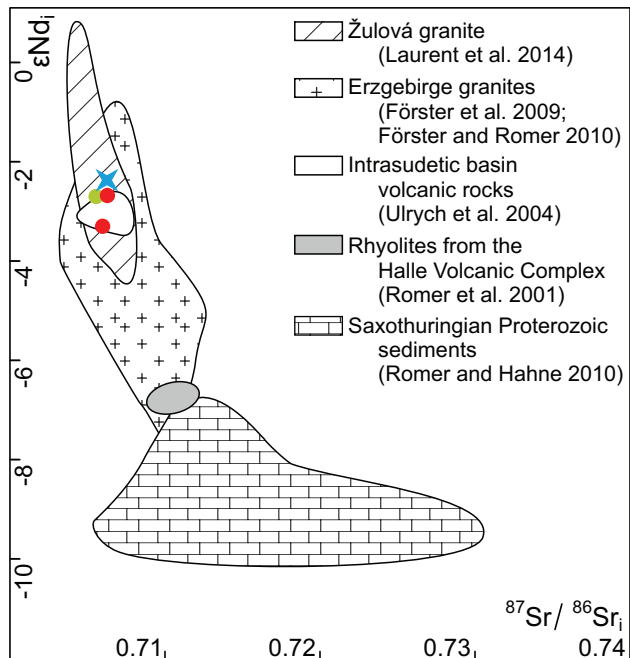 εNdᵢ
0
-2
-4
-6
-8
-10
Žulová granite
(Laurent et al. 2014)
Erzgebirge granites
(Förster et al. 2009;
Förster and Romer 2010)
Intrasudetic basin
volcanic rocks
(Ulrych et al. 2004)
Rhyolites from the
Halle Volcanic Complex
(Romer et al. 2001)
Saxothuringian Proterozoic
sediments
(Romer and Hahne 2010)
⁸⁷Sr/ ⁸⁶Srᵢ
0.71 0.72 0.73 0.74